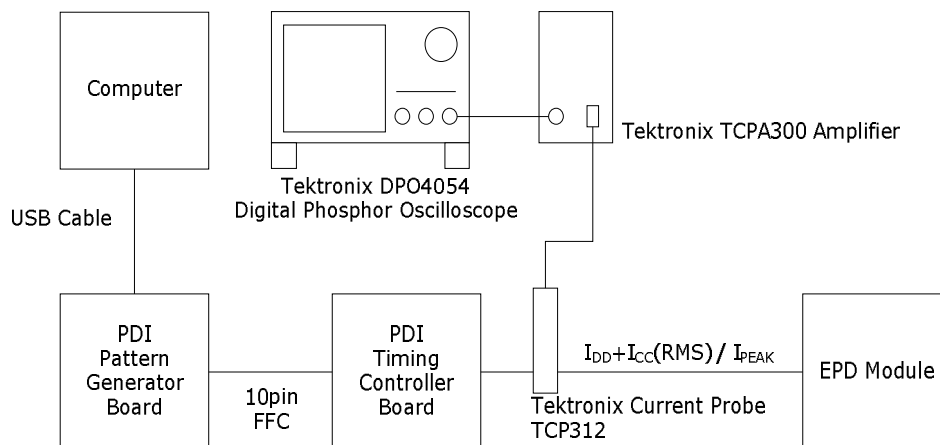 Computer
Tektronix TCPA300 Amplifier
Tektronix DPO4054
Digital Phosphor Oscilloscope
USB Cable
PDI
Pattern
Generator
Board
10pin
FFC
PDI
Timing
Controller
Board
IDD+ICC(RMS)/ IPEAK
EPD Module
Tektronix Current Probe
TCP312